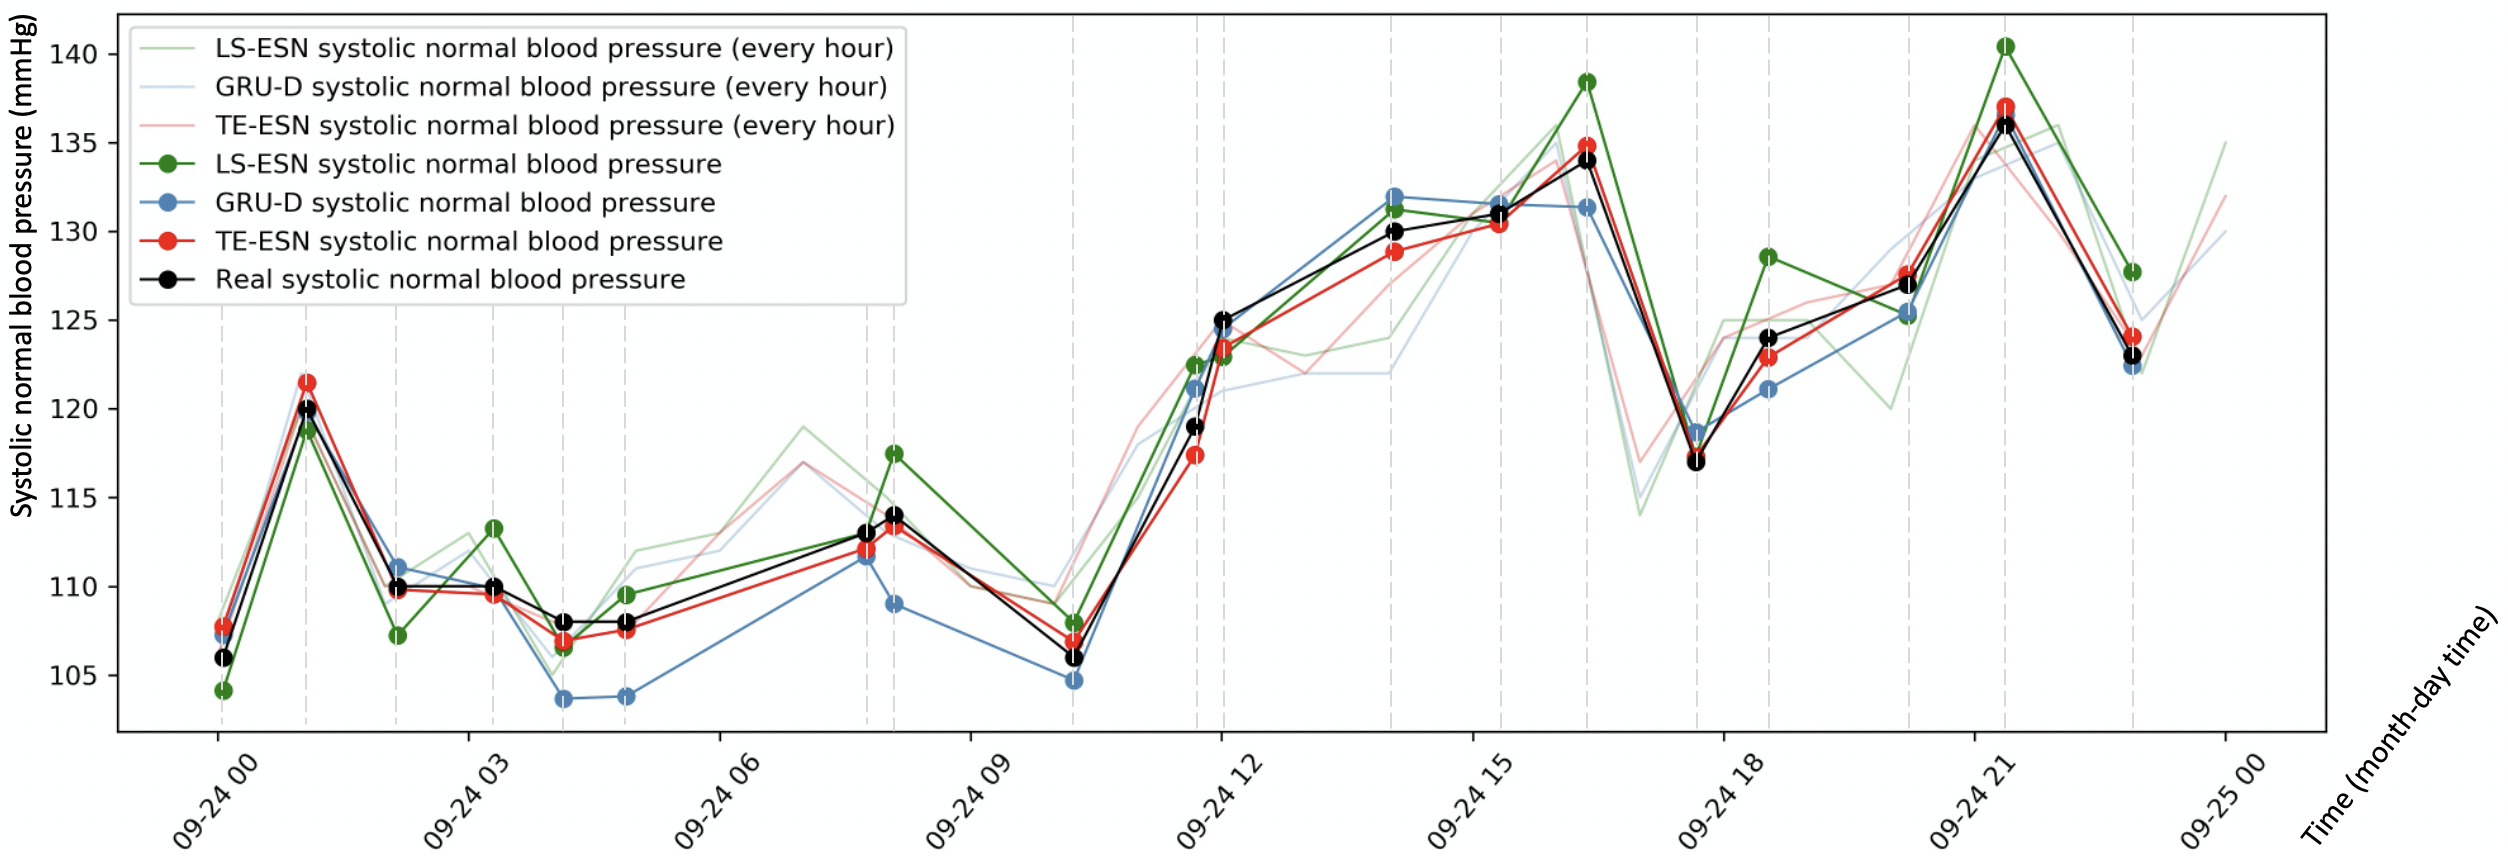 Systolic normal blood pressure (mmHg)
140
135
130
125
120
115
110
105
LS-ESN systolic normal blood pressure (every hour)
GRU-D systolic normal blood pressure (every hour)
TE-ESN systolic normal blood pressure (every hour)
LS-ESN systolic normal blood pressure
GRU-D systolic normal blood pressure
TE-ESN systolic normal blood pressure
Real systolic normal blood pressure
09-24 00
09-24 03
09-24 06
09-24 09
09-24 12
09-24 15
09-24 18
09-24 21
09-25 00
Time (month-day time)